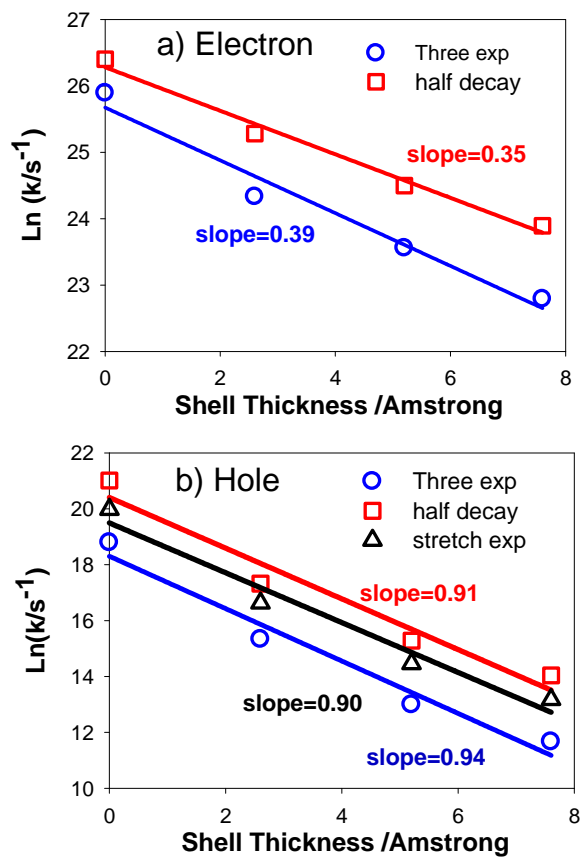 a) Electron
Three exp
half decay
slope=0.35
slope=0.39
Ln (k/s⁻¹)
27
26
25
24
23
22
0 2 4 6 8
Shell Thickness /Amstrong
b) Hole
Three exp
half decay
stretch exp
slope=0.91
slope=0.90
slope=0.94
Ln(k/s⁻¹)
22
20
18
16
14
12
10
0 2 4 6 8
Shell Thickness /Amstrong